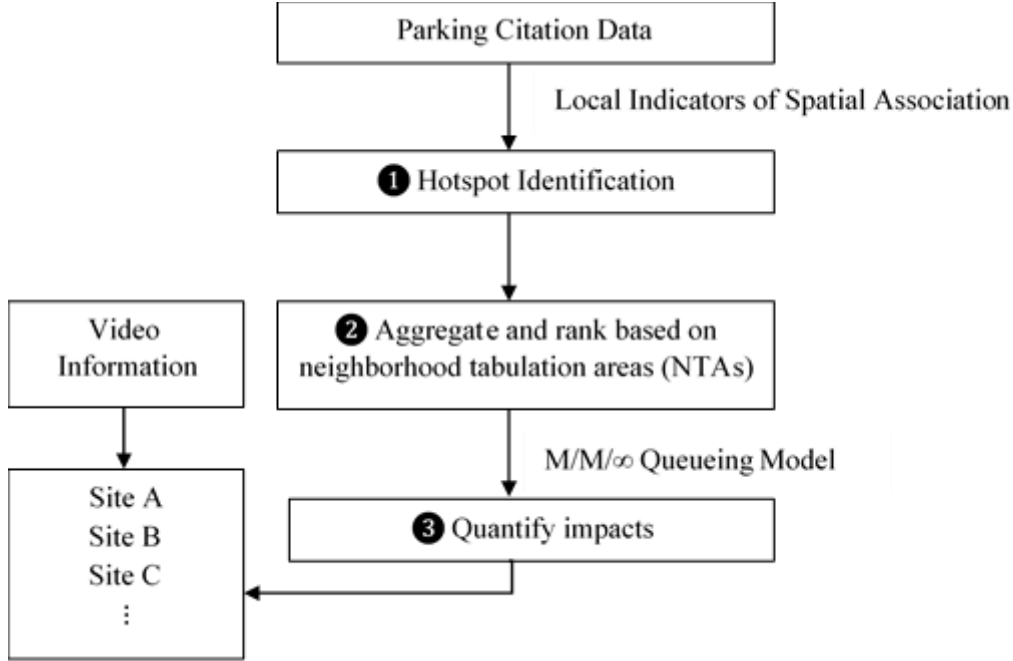 Parking Citation Data
Local Indicators of Spatial Association
❶ Hotspot Identification
❷ Aggregate and rank based on
neighborhood tabulation areas (NTAs)
Video
Information
M/M/∞ Queueing Model
❸ Quantify impacts
Site A
Site B
Site C
⋮